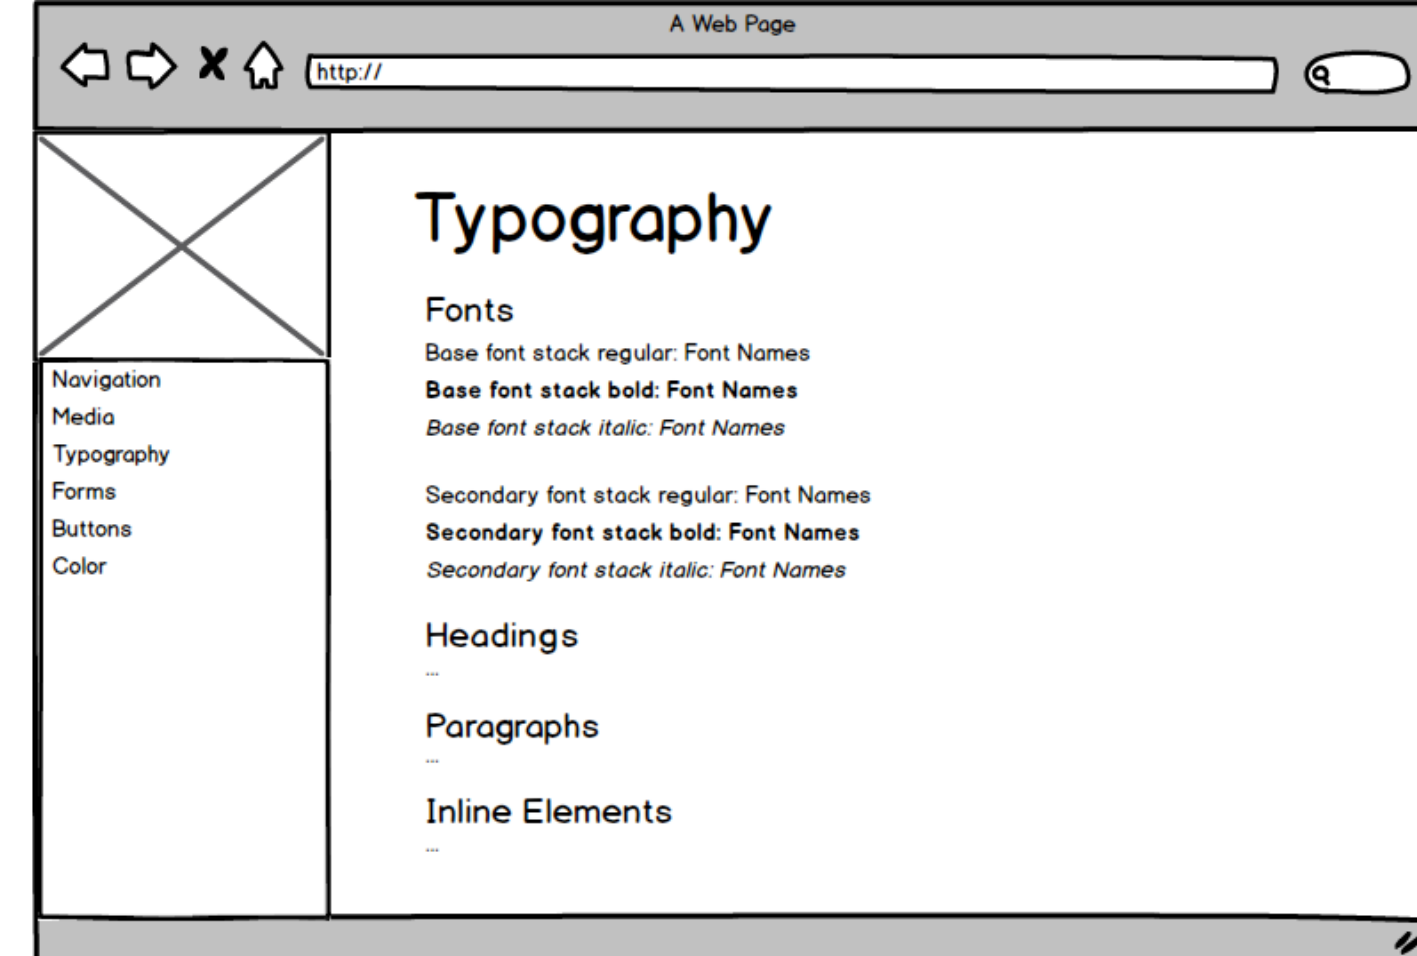 A Web Page
http://
Navigation
Media
Typography
Forms
Buttons
Color
Typography
Fonts
Base font stack regular: Font Names
Base font stack bold: Font Names
Base font stack italic: Font Names
Secondary font stack regular: Font Names
Secondary font stack bold: Font Names
Secondary font stack italic: Font Names
Headings
...
Paragraphs
...
Inline Elements
...